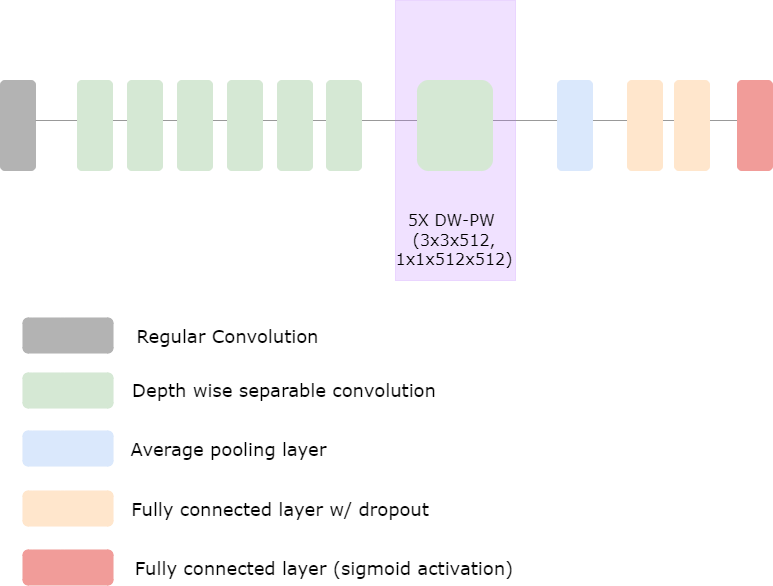 5X DW-PW
(3x3x512,
1x1x512x512)
Regular Convolution
Depth wise separable convolution
Average pooling layer
Fully connected layer w/ dropout
Fully connected layer (sigmoid activation)